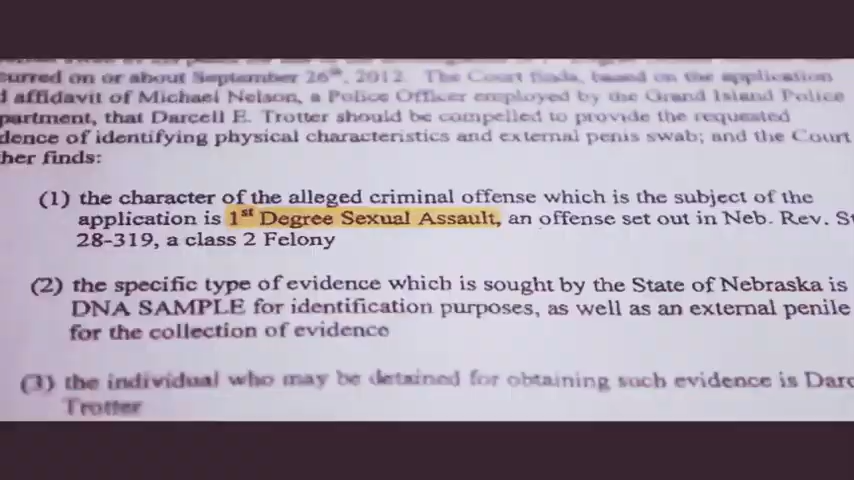 curred on or about September 26th, 2012. The Court finds, based on the application
d affidavit of Michael Nelson, a Police Officer employed by the Grand Island Police
partment, that Darcell E. Trotter should be compelled to provide the requested
dence of identifying physical characteristics and external penis swab; and the Court
her finds:
(1) the character of the alleged criminal offense which is the subject of the
application is 1st Degree Sexual Assault, an offense set out in Neb. Rev. S
28-319, a class 2 Felony
(2) the specific type of evidence which is sought by the State of Nebraska is
DNA SAMPLE for identification purposes, as well as an external penile
for the collection of evidence
(3) the individual who may be detained for obtaining such evidence is Darc
Trotter